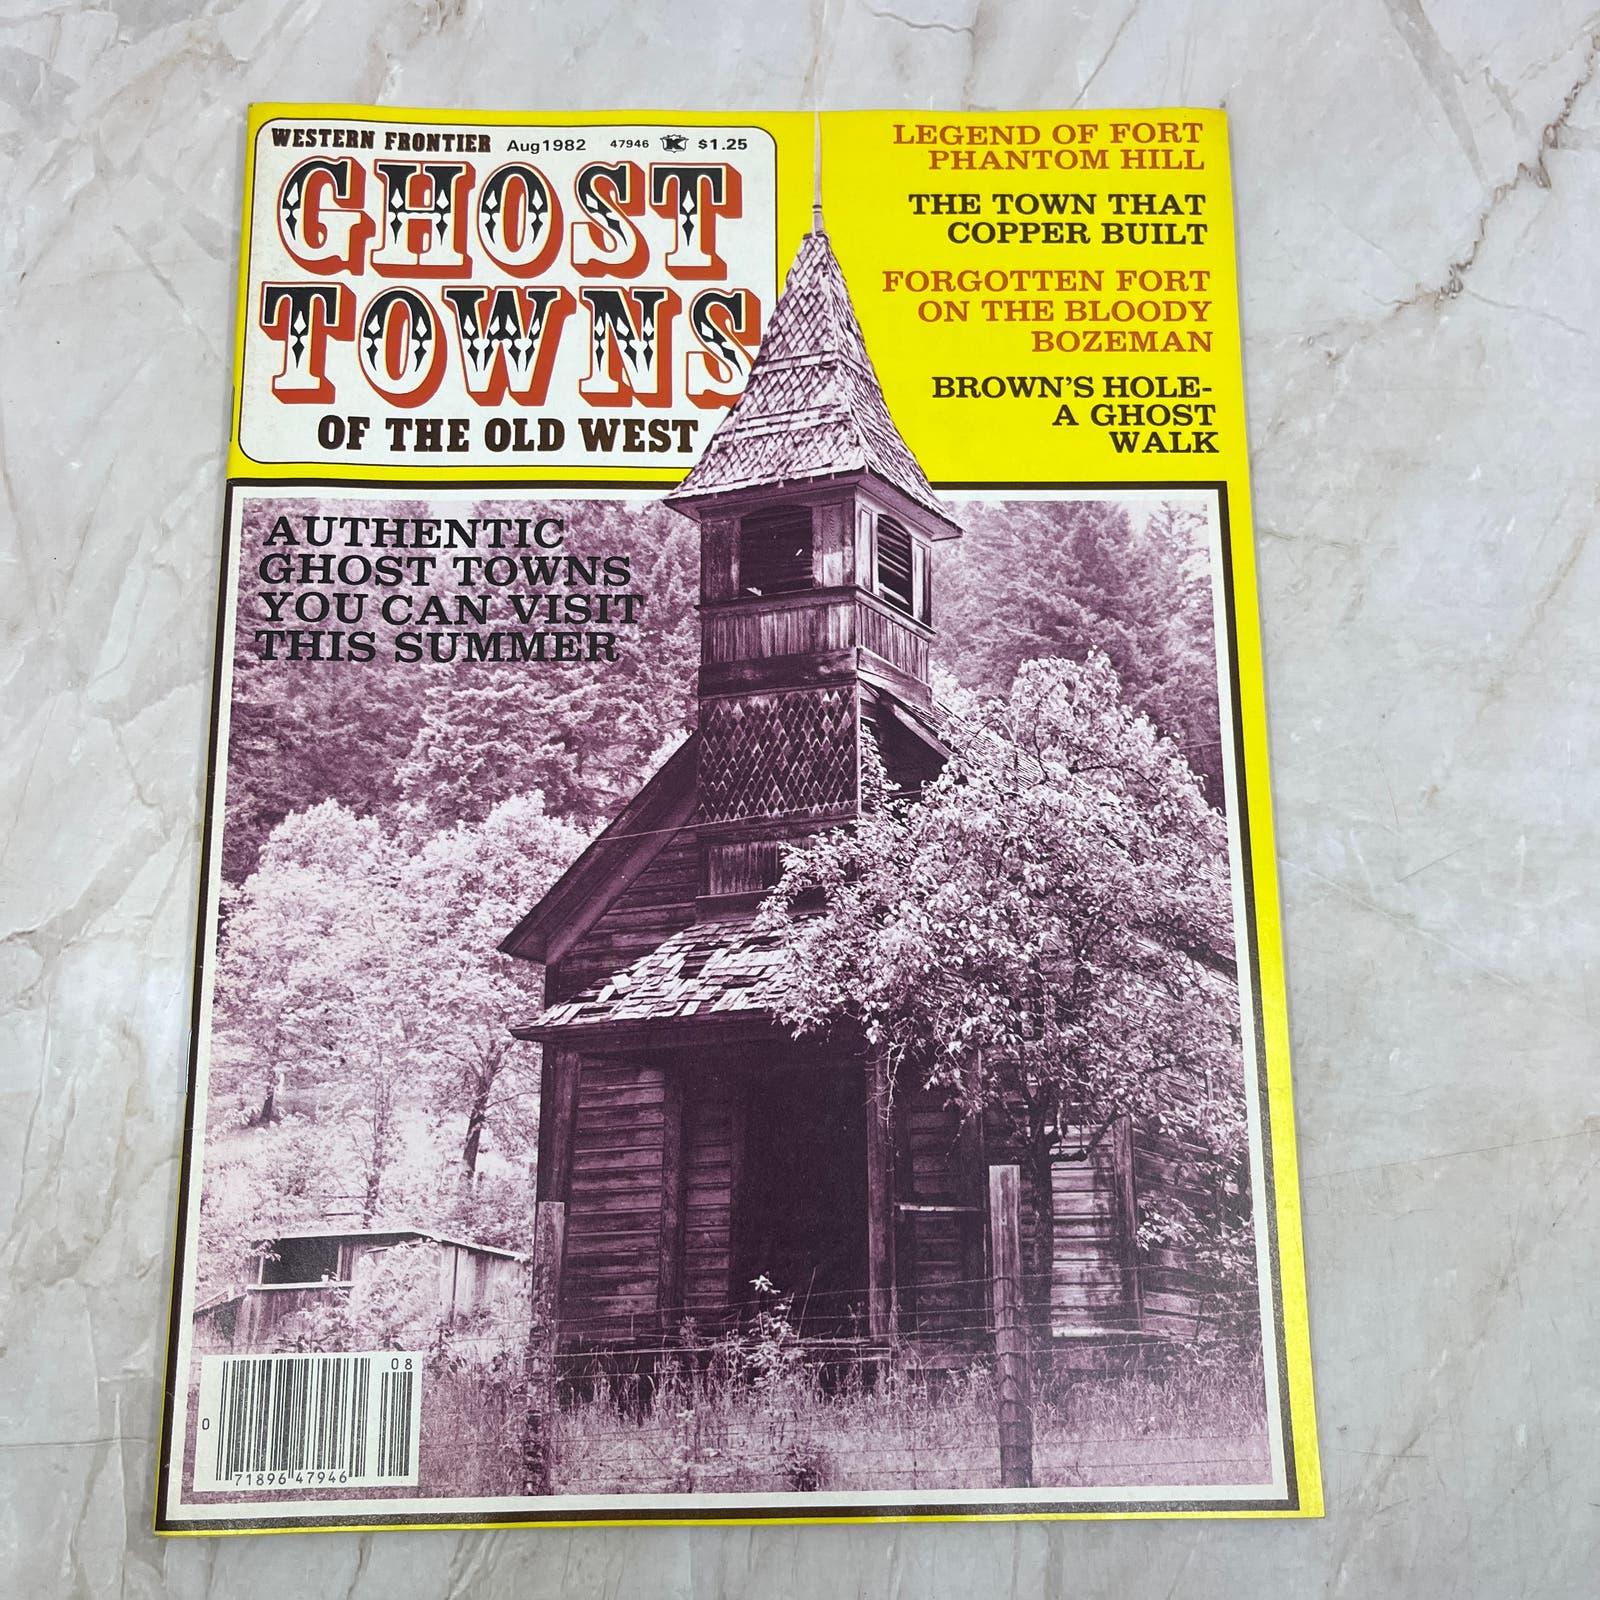 WESTERN FRONTIER Aug 1982 47946 K $1.25
GHOST
TOWNS
OF THE OLD WEST
LEGEND OF FORT
PHANTOM HILL
THE TOWN THAT
COPPER BUILT
FORGOTTEN FORT
ON THE BLOODY
BOZEMAN
BROWN'S HOLE-
A GHOST
WALK
AUTHENTIC
GHOST TOWNS
YOU CAN VISIT
THIS SUMMER
08
0
71896 47946